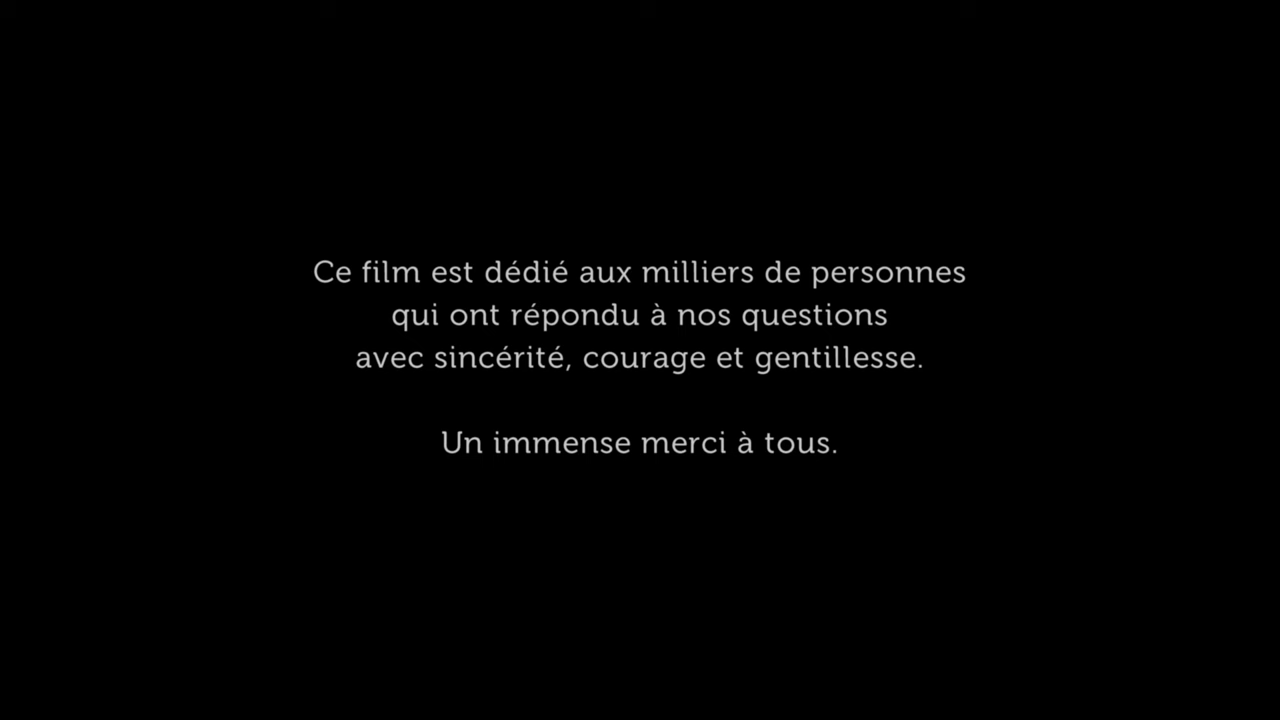 Ce film est dédié aux milliers de personnes
qui ont répondu à nos questions
avec sincérité, courage et gentillesse.
Un immense merci à tous.